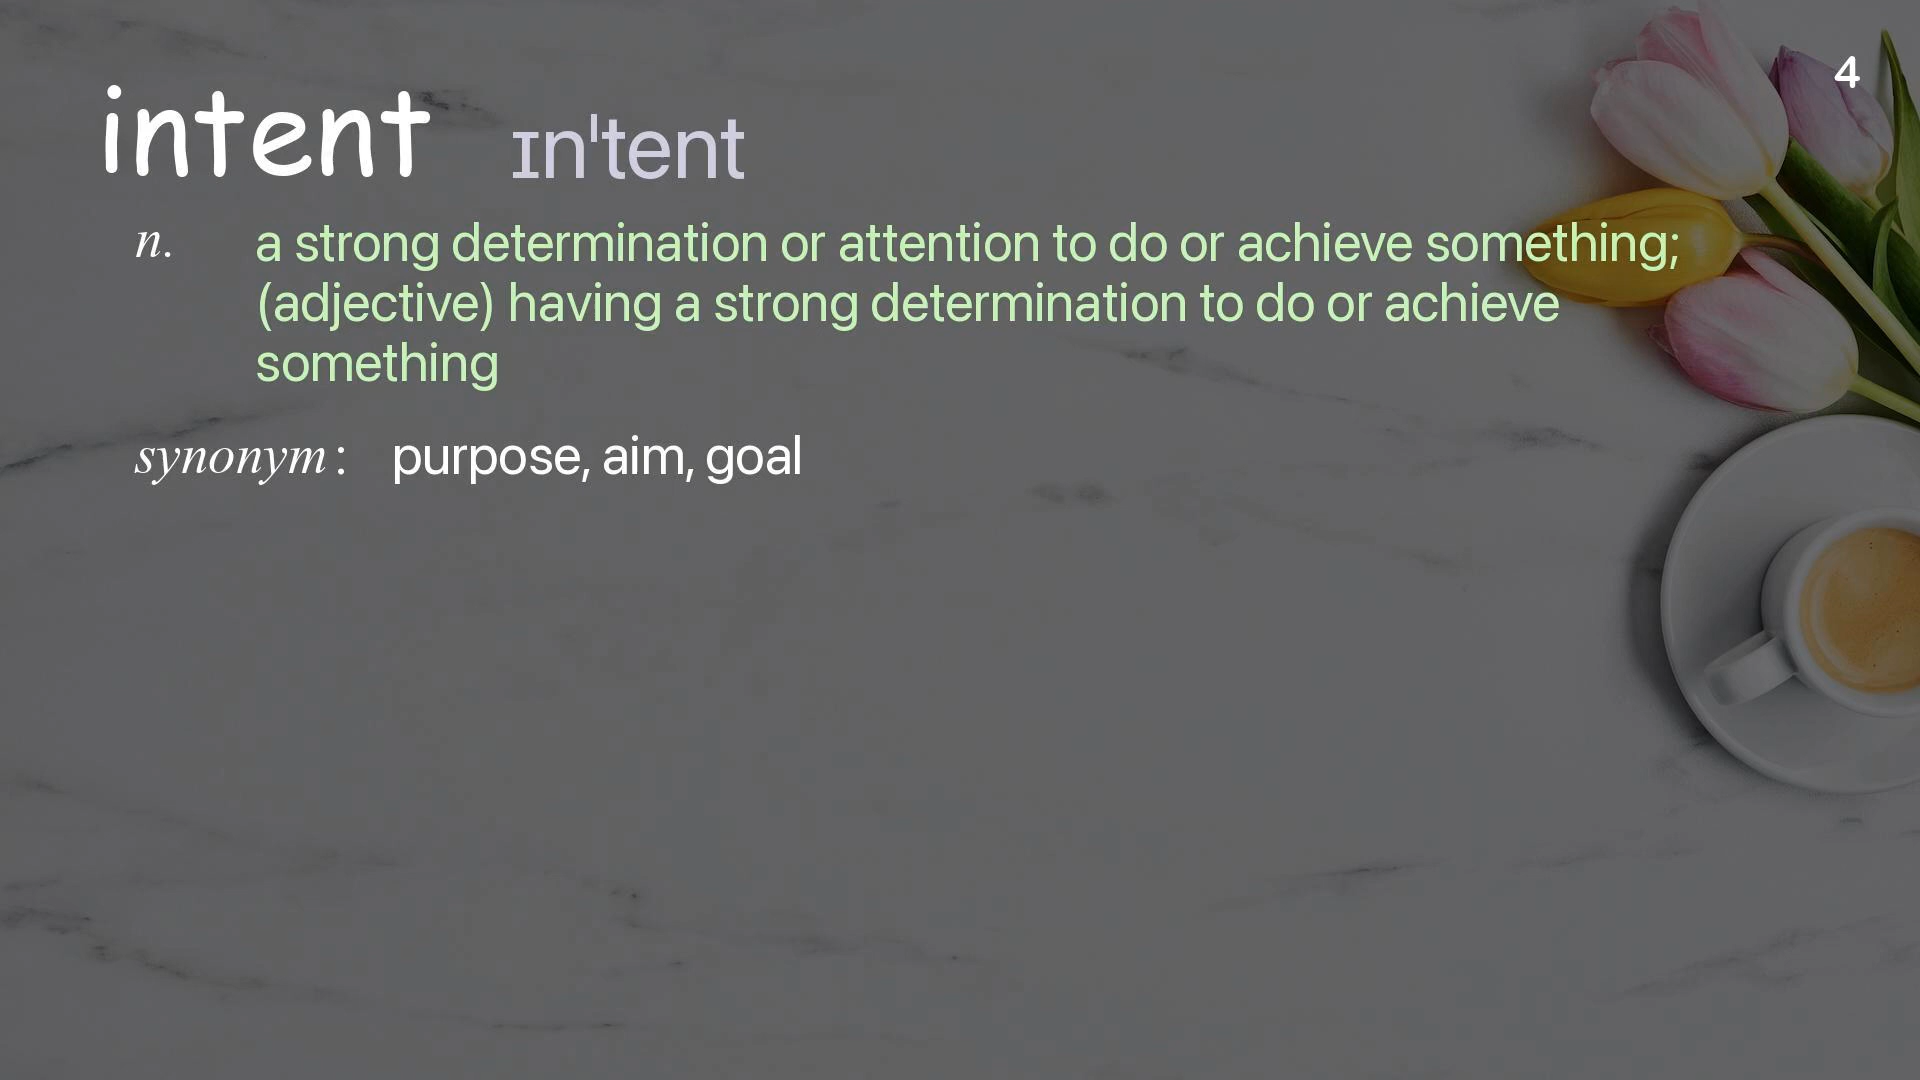 4
intent ɪnˈtent
n. a strong determination or attention to do or achieve something;
(adjective) having a strong determination to do or achieve
something
synonym: purpose, aim, goal